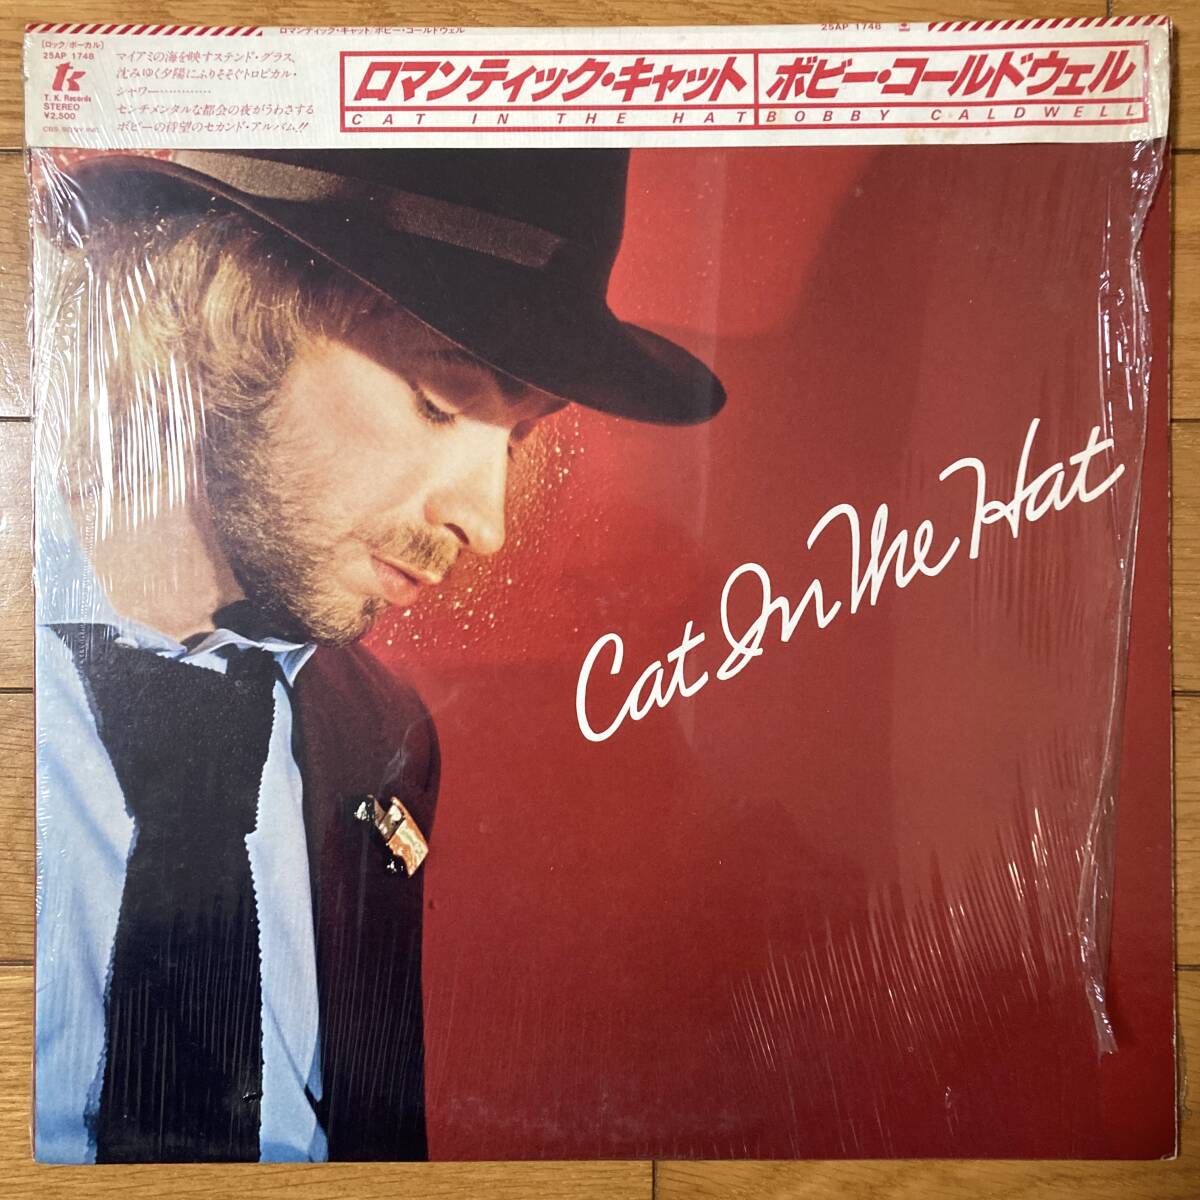 ロマンティック・キャット/ボビー・コールドウェル
25AP 1748
[ロック/ボーカル]
25AP 1748
tk
T. K. Records
STEREO
¥2,500
CBS SONY INC.
マイアミの海を映すステンド・グラス、
沈みゆく夕陽にふりそそぐトロピカル・
シャワー…………
センチメンタルな都会の夜がうわさする
ボビーの待望のセカンド・アルバム!!
ロマンティック・キャット
CAT IN THE HAT
ボビー・コールドウェル
BOBBY CALDWELL
Cat In The Hat